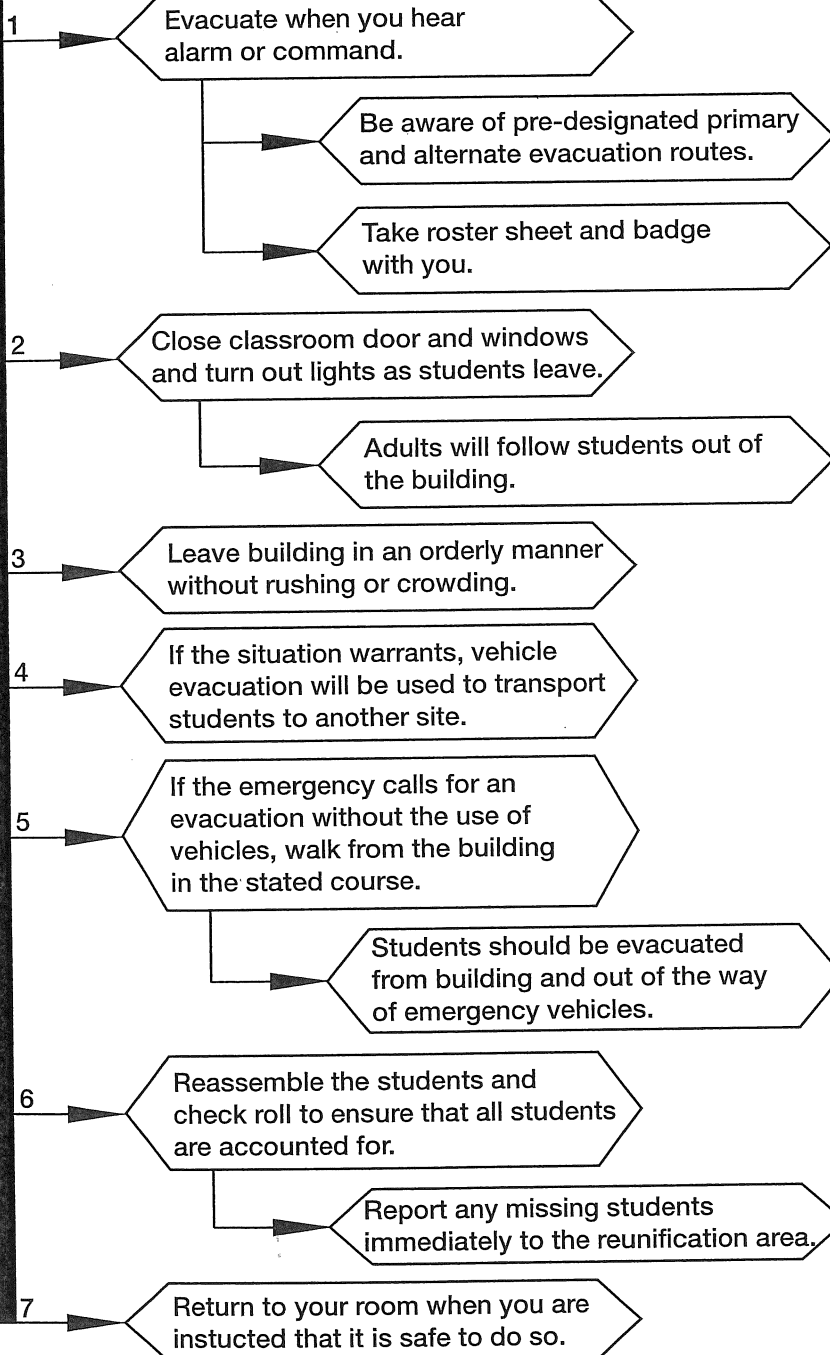 1
Evacuate when you hear
alarm or command.
Be aware of pre-designated primary
and alternate evacuation routes.
Take roster sheet and badge
with you.
2
Close classroom door and windows
and turn out lights as students leave.
Adults will follow students out of
the building.
3
Leave building in an orderly manner
without rushing or crowding.
4
If the situation warrants, vehicle
evacuation will be used to transport
students to another site.
5
If the emergency calls for an
evacuation without the use of
vehicles, walk from the building
in the stated course.
Students should be evacuated
from building and out of the way
of emergency vehicles.
6
Reassemble the students and
check roll to ensure that all students
are accounted for.
Report any missing students
immediately to the reunification area.
7
Return to your room when you are
instucted that it is safe to do so.